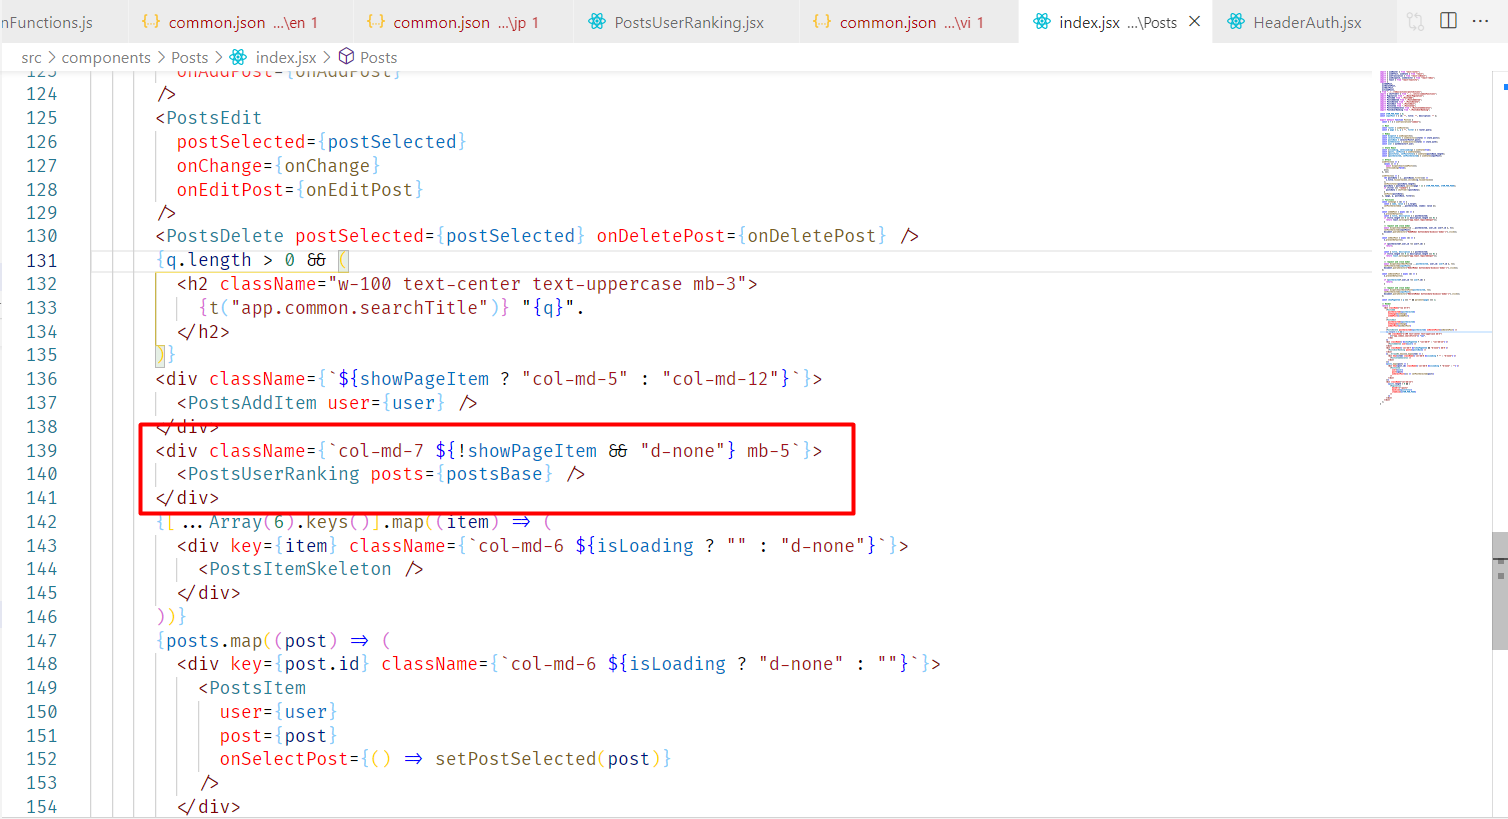 nFunctions.js
{··} common.json ...\en 1
{··} common.json ...\jp 1
PostsUserRanking.jsx
{··} common.json ...\vi 1
index.jsx ...\Posts
HeaderAuth.jsx
src > components > Posts > index.jsx > Posts
123 onAddPost={onAddPost}
124 />
125 <PostsEdit
126 postSelected={postSelected}
127 onChange={onChange}
128 onEditPost={onEditPost}
129 />
130 <PostsDelete postSelected={postSelected} onDeletePost={onDeletePost} />
131 {q.length > 0 && (
132 <h2 className="w-100 text-center text-uppercase mb-3">
133 {t("app.common.searchTitle")} "{q}".
134 </h2>
135 )}
136 <div className={`${showPageItem ? "col-md-5" : "col-md-12"}`}>
137 <PostsAddItem user={user} />
138 </div>
139 <div className={`col-md-7 ${!showPageItem && "d-none"} mb-5`}>
140 <PostsUserRanking posts={postsBase} />
141 </div>
142 {[...Array(6).keys()].map((item) => (
143 <div key={item} className={`col-md-6 ${isLoading ? "" : "d-none"}`}>
144 <PostsItemSkeleton />
145 </div>
146 ))}
147 {posts.map((post) => (
148 <div key={post.id} className={`col-md-6 ${isLoading ? "d-none" : ""}`}>
149 <PostsItem
150 user={user}
151 post={post}
152 onSelectPost={() => setPostSelected(post)}
153 />
154 </div>